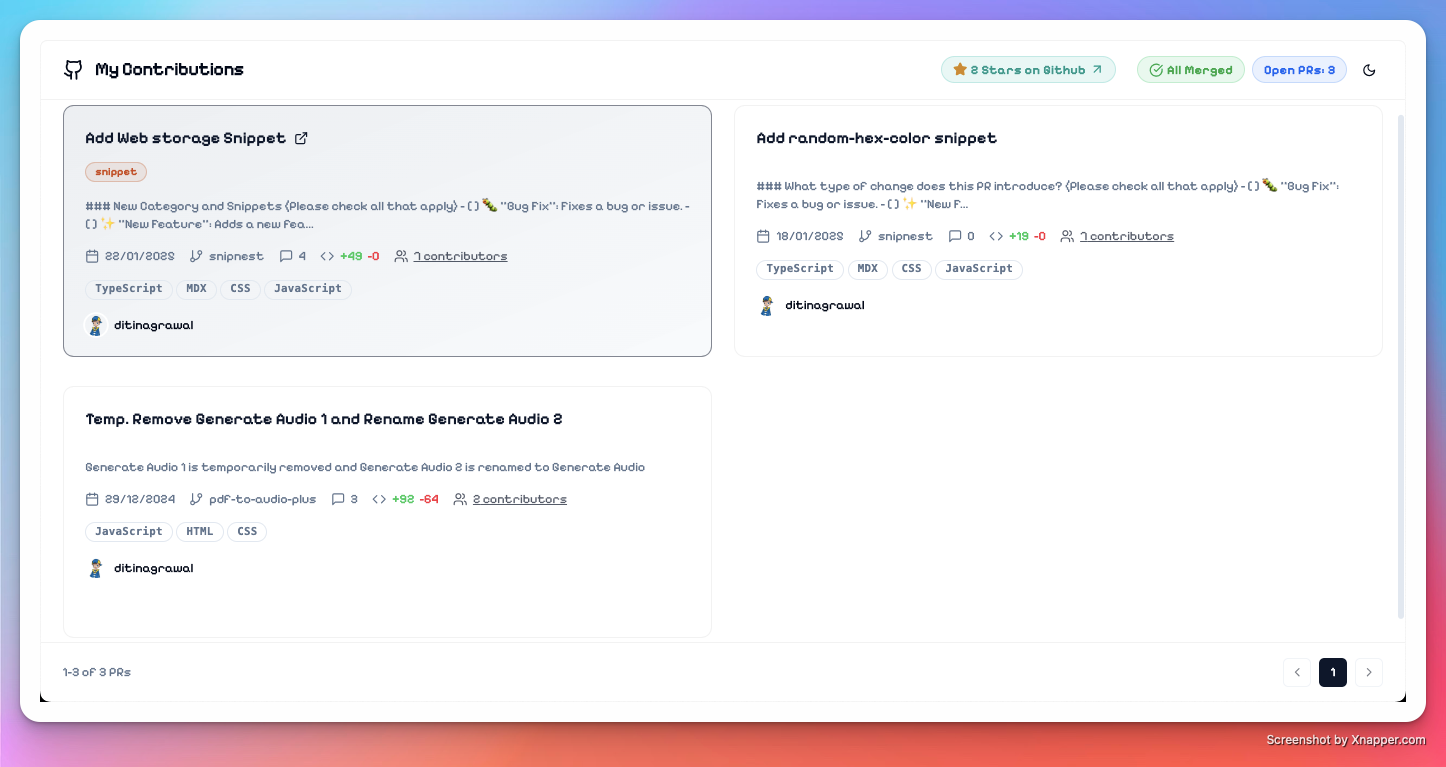 My Contributions
2 Stars on Github
All Merged
Open PRs: 3
Add Web storage Snippet
snippet
### New Category and Snippets (Please check all that apply) - [ ] 🐛 "Bug Fix": Fixes a bug or issue. -
[ ] ✨ "New Feature": Adds a new fea...
22/01/2025 snipnest 4 +49 -0 1 contributors
TypeScript MDX CSS JavaScript
ditinagrawal
Add random-hex-color snippet
### What type of change does this PR introduce? (Please check all that apply) - [ ] 🐛 "Bug Fix":
Fixes a bug or issue. - [ ] ✨ "New F...
18/01/2025 snipnest 0 +19 -0 1 contributors
TypeScript MDX CSS JavaScript
ditinagrawal
Temp. Remove Generate Audio 1 and Rename Generate Audio 2
Generate Audio 1 is temporarily removed and Generate Audio 2 is renamed to Generate Audio
29/12/2024 pdf-to-audio-plus 3 +92 -64 2 contributors
JavaScript HTML CSS
ditinagrawal
1-3 of 3 PRs
1
Screenshot by Xnapper.com